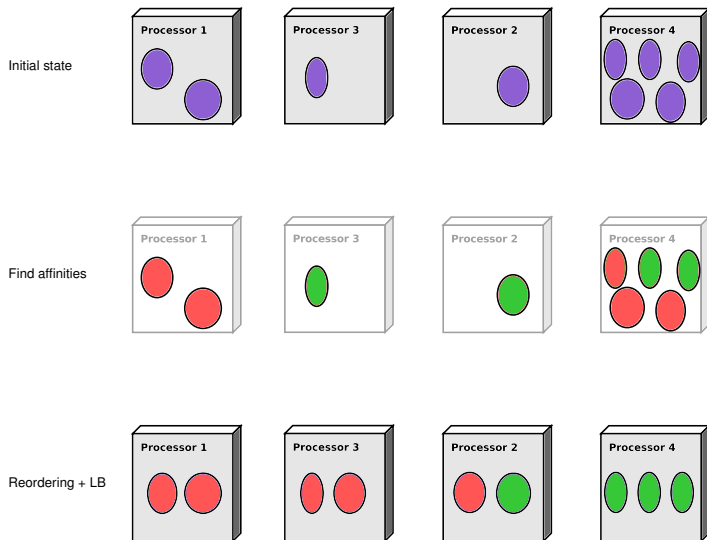 Initial state
Processor 1
Processor 3
Processor 2
Processor 4
Find affinities
Processor 1
Processor 3
Processor 2
Processor 4
Reordering + LB
Processor 1
Processor 3
Processor 2
Processor 4